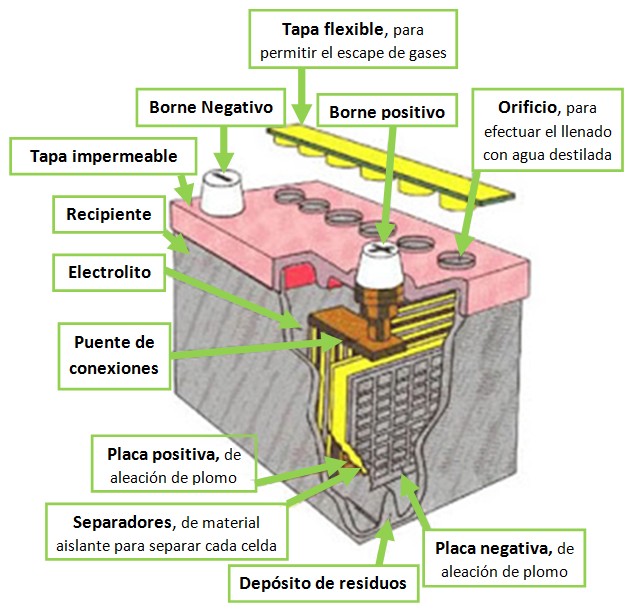 Tapa flexible, para
permitir el escape de gases
Borne Negativo
Borne positivo
Orificio, para
efectuar el llenado
con agua destilada
Tapa impermeable
Recipiente
Electrolito
Puente de
conexiones
Placa positiva, de
aleación de plomo
Separadores, de material
aislante para separar cada celda
Placa negativa, de
aleación de plomo
Depósito de residuos